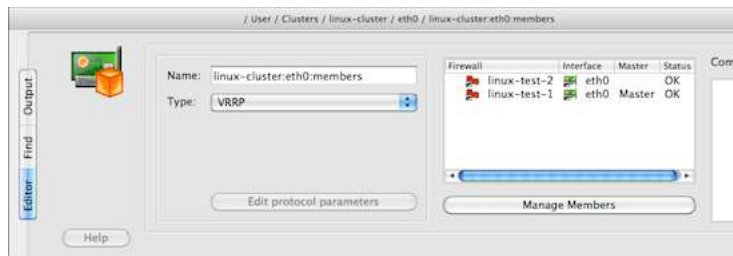 / User / Clusters / linux-cluster / eth0 / linux-cluster:eth0:members
Output
Find
Editor
Name: linux-cluster:eth0:members
Type: VRRP
Edit protocol parameters
Help
Firewall Interface Master Status
linux-test-2 eth0 OK
linux-test-1 eth0 Master OK
Manage Members
Com